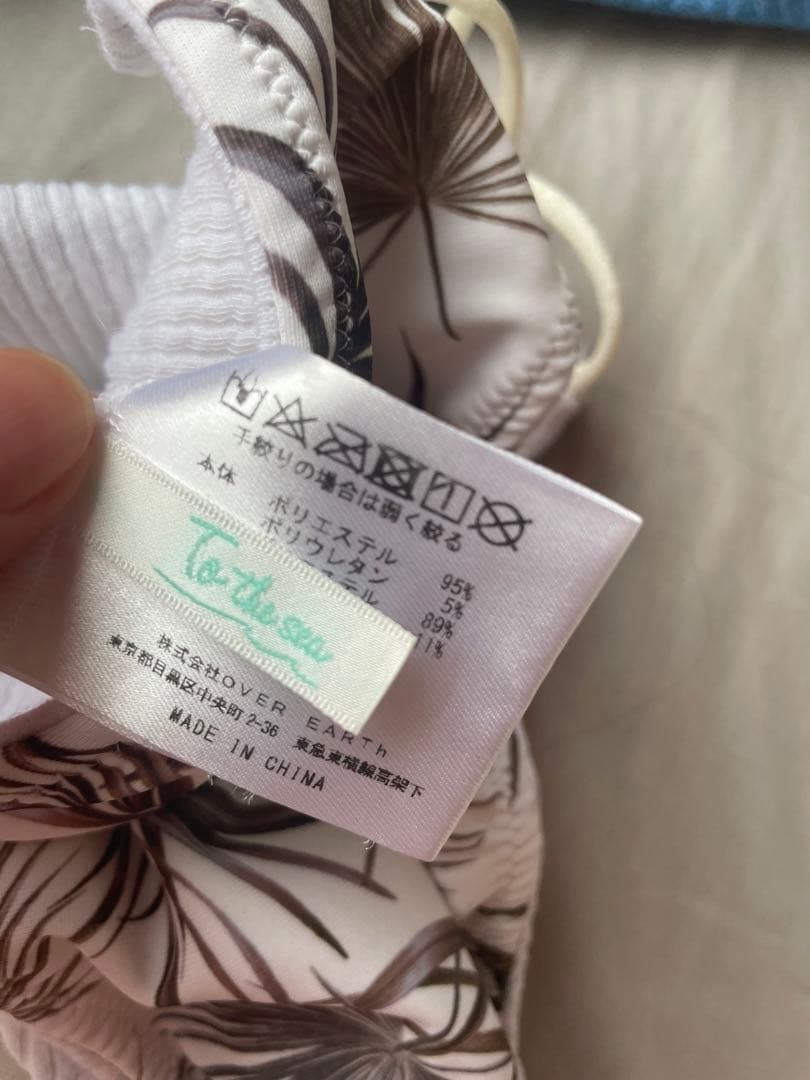 手絞りの場合は弱く絞る
本体
ポリエステル 95%
ポリウレタン 5%
89%
11%
To the sea
株式会社OVER EARTh
東京都目黒区中央町2-36 東急東横線高架下
MADE IN CHINA